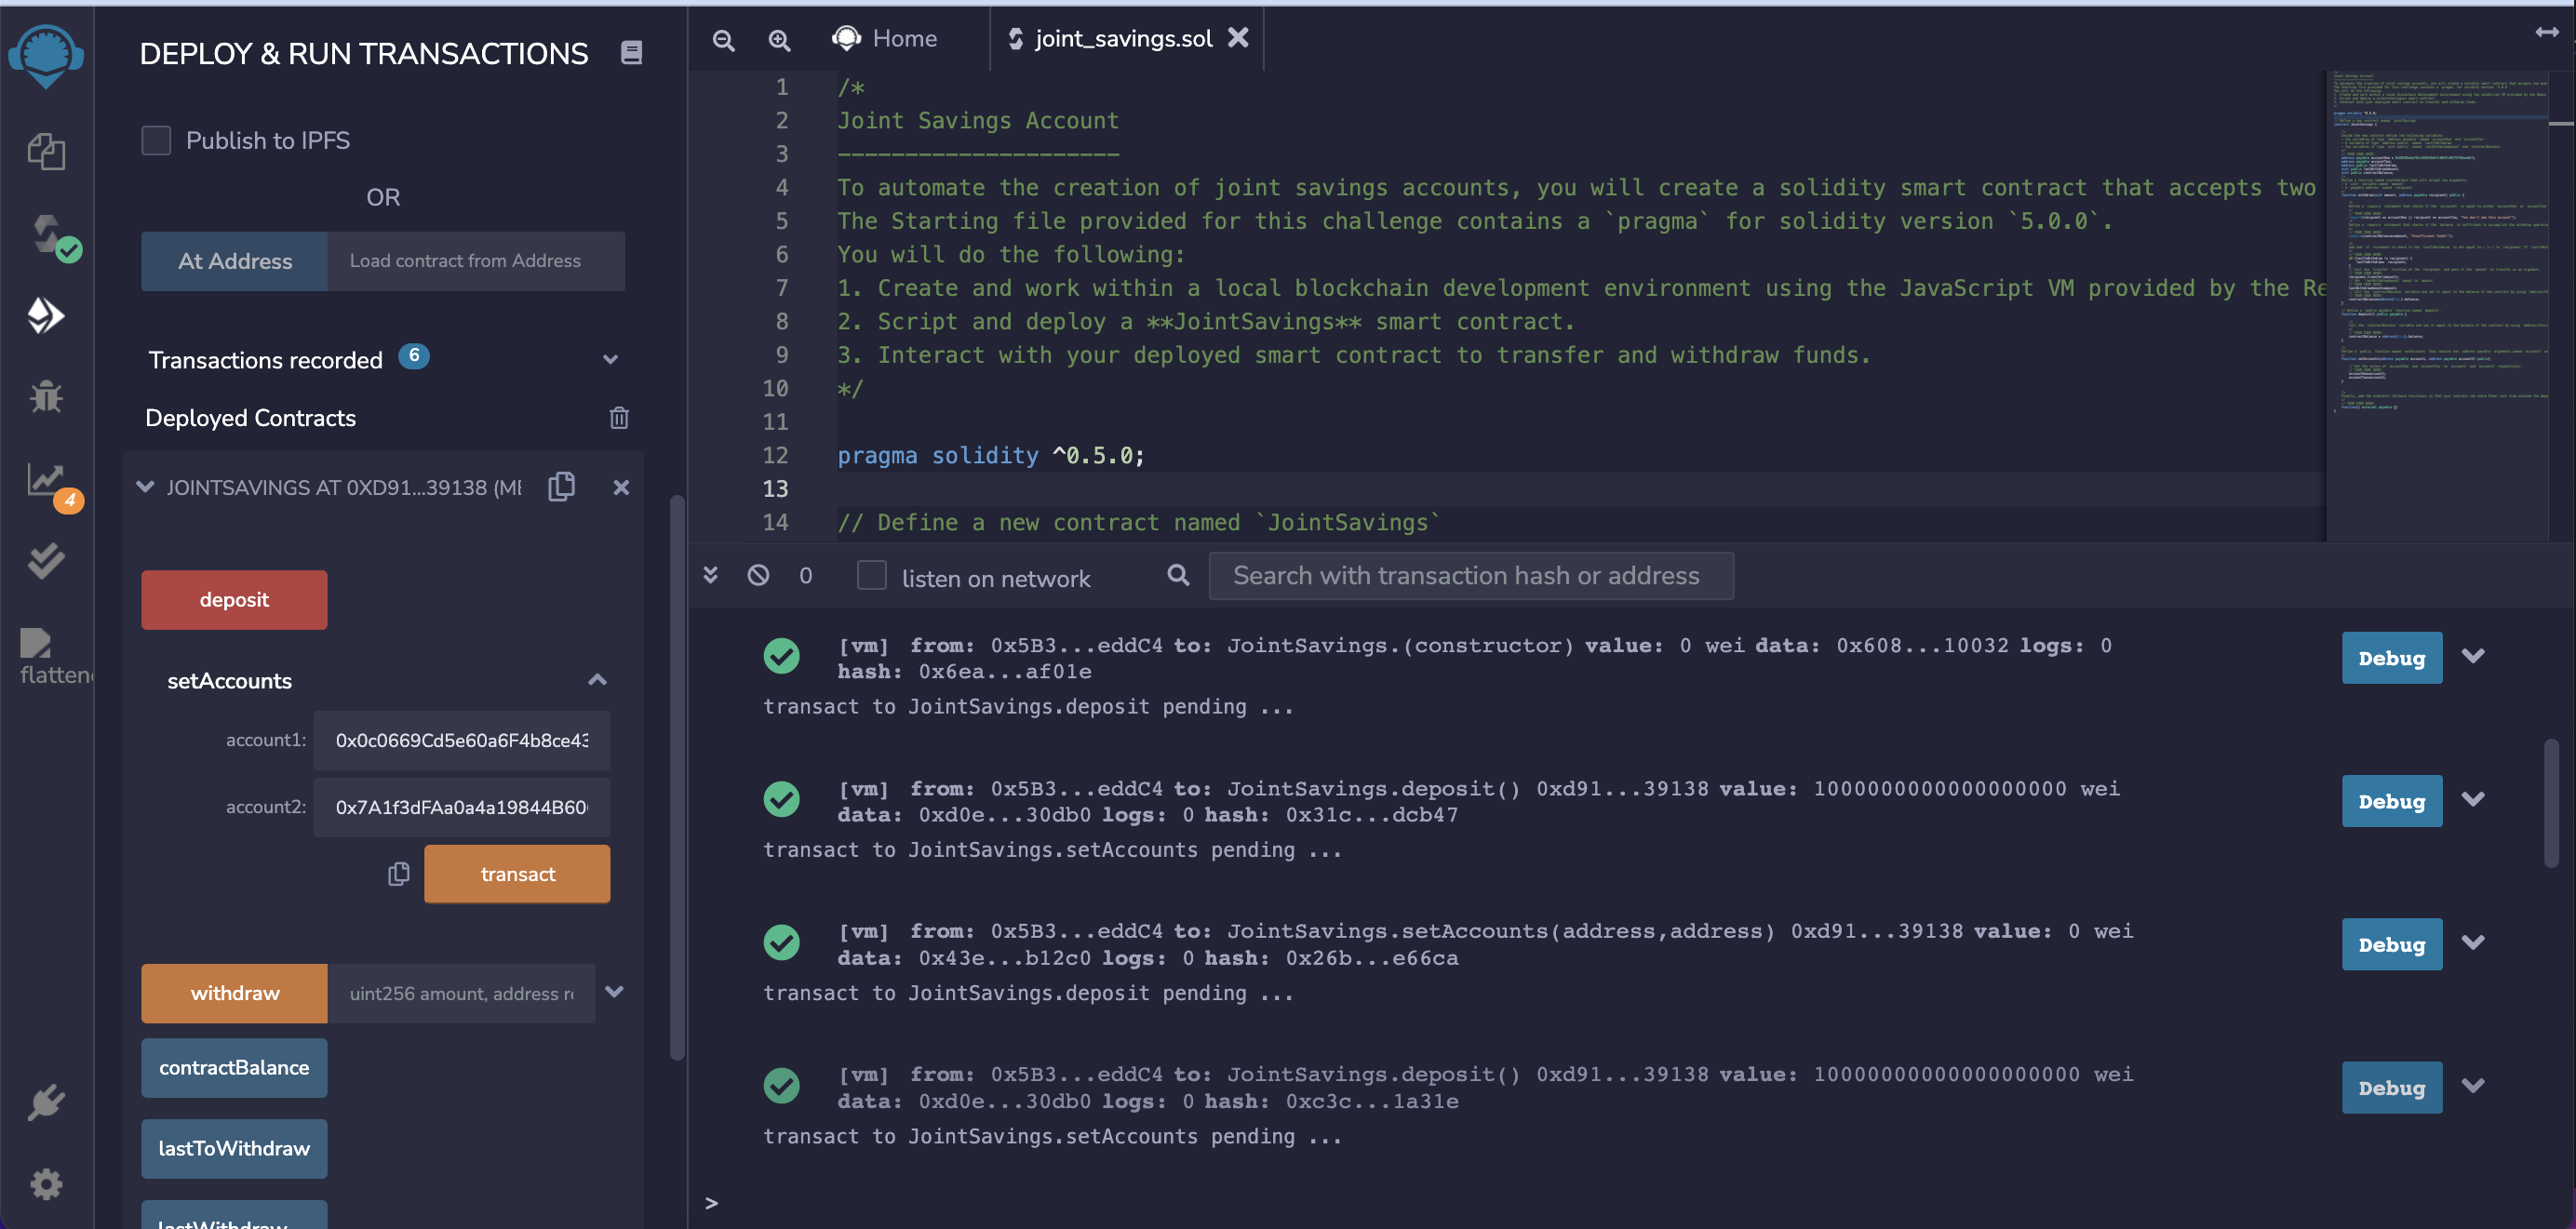 DEPLOY & RUN TRANSACTIONS
Publish to IPFS
OR
At Address
Load contract from Address
Transactions recorded 6
Deployed Contracts
JOINTSAVINGS AT 0XD91...39138 (ME
deposit
setAccounts
account1: 0x0c0669Cd5e60a6F4b8ce43
account2: 0x7A1f3dFAa0a4a19844B60
transact
withdraw
uint256 amount, address re
contractBalance
lastToWithdraw
lastWithdraw
4
flattene
Home
joint_savings.sol
1 /*
2 Joint Savings Account
3 ---------------------
4 To automate the creation of joint savings accounts, you will create a solidity smart contract that accepts two
5 The Starting file provided for this challenge contains a `pragma` for solidity version `5.0.0`.
6 You will do the following:
7 1. Create and work within a local blockchain development environment using the JavaScript VM provided by the Re
8 2. Script and deploy a **JointSavings** smart contract.
9 3. Interact with your deployed smart contract to transfer and withdraw funds.
10 */
11
12 pragma solidity ^0.5.0;
13
14 // Define a new contract named `JointSavings`
0
listen on network
Search with transaction hash or address
[vm] from: 0x5B3...eddC4 to: JointSavings.(constructor) value: 0 wei data: 0x608...10032 logs: 0
hash: 0x6ea...af01e
Debug
transact to JointSavings.deposit pending ...
[vm] from: 0x5B3...eddC4 to: JointSavings.deposit() 0xd91...39138 value: 1000000000000000000 wei
data: 0xd0e...30db0 logs: 0 hash: 0x31c...dcb47
Debug
transact to JointSavings.setAccounts pending ...
[vm] from: 0x5B3...eddC4 to: JointSavings.setAccounts(address,address) 0xd91...39138 value: 0 wei
data: 0x43e...b12c0 logs: 0 hash: 0x26b...e66ca
Debug
transact to JointSavings.deposit pending ...
[vm] from: 0x5B3...eddC4 to: JointSavings.deposit() 0xd91...39138 value: 10000000000000000000 wei
data: 0xd0e...30db0 logs: 0 hash: 0xc3c...1a31e
Debug
transact to JointSavings.setAccounts pending ...
>